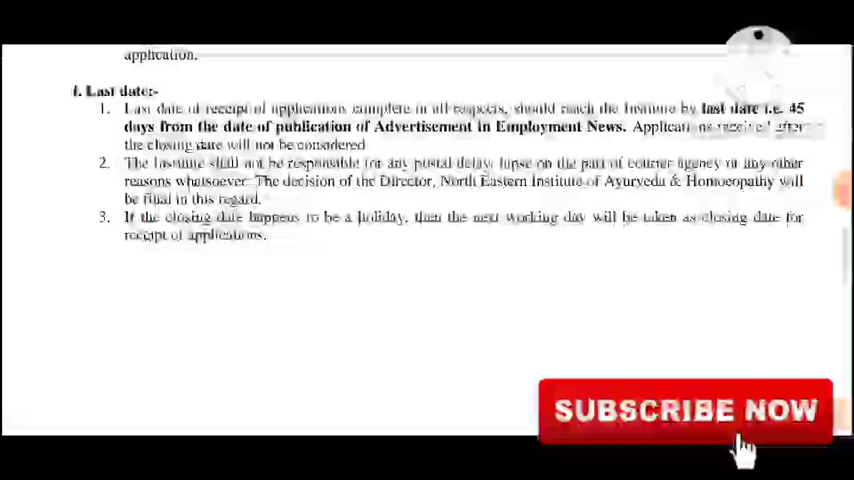 application.
f. Last date:-
1. Last date of receipt of applications complete in all respects, should reach the Institute by last date i.e. 45
days from the date of publication of Advertisement in Employment News. Applications received after
the closing date will not be considered
2. The Institute shall not be responsible for any postal delay/ lapse on the part of courier agency or any other
reasons whatsoever. The decision of the Director, North Eastern Institute of Ayurveda & Homoeopathy will
be final in this regard.
3. If the closing date happens to be a holiday, then the next working day will be taken as closing date for
receipt of applications.
SUBSCRIBE NOW